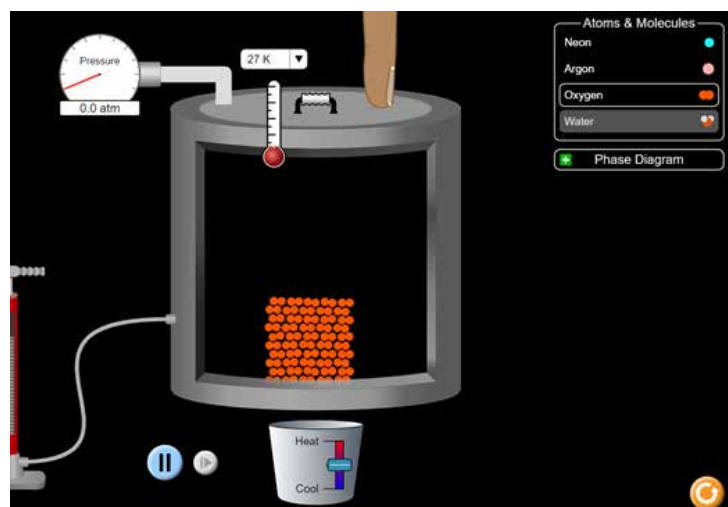 Pressure
0.0 atm
27 K
Atoms & Molecules
Neon
Argon
Oxygen
Water
Phase Diagram
Heat
Cool